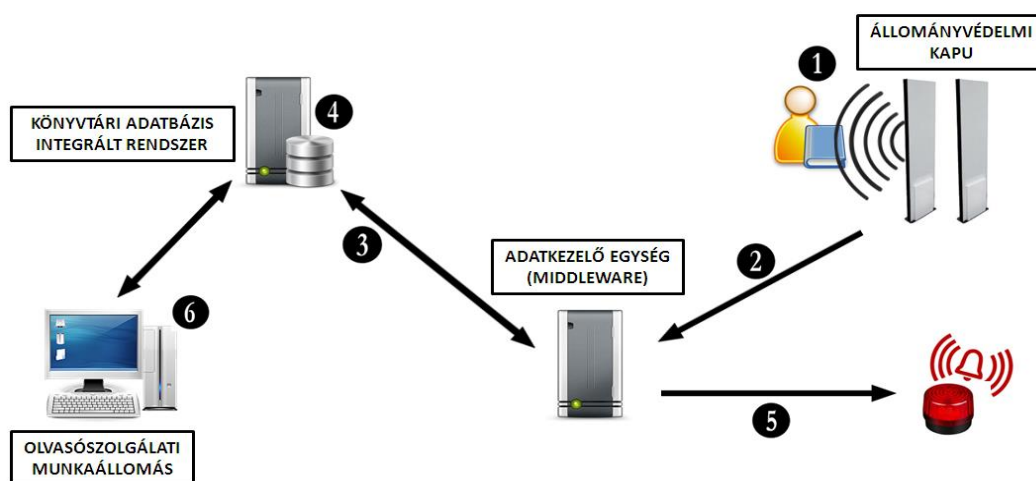 ÁLLOMÁNYVÉDELMI
KAPU
1
4
KÖNYVTÁRI ADATBÁZIS
INTEGRÁLT RENDSZER
3
ADATKEZELŐ EGYSÉG
(MIDDLEWARE)
2
6
5
OLVASÓSZOLGÁLATI
MUNKAÁLLOMÁS